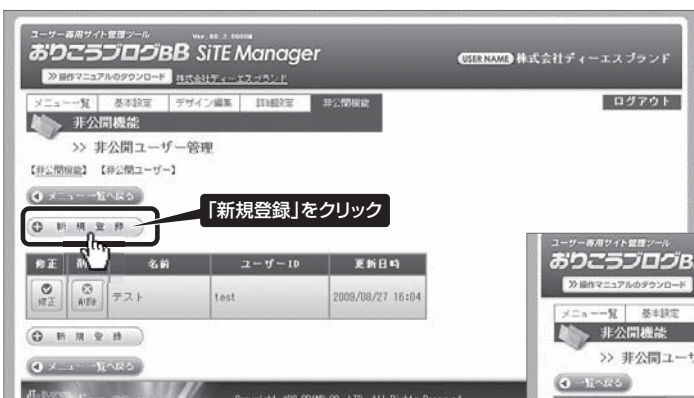 ユーザー専用サイト管理ツール
おりこうブログBB SiTE Manager
USER NAME 株式会社ディーエスブランド
操作マニュアルのダウンロード 株式会社ディーエスブランド
メニュー一覧 基本設定 デザイン編集 詳細設定 非公開機能 ログアウト
非公開機能
>> 非公開ユーザー管理
【非公開機能】 【非公開ユーザー】
メニュー一覧へ戻る
新規登録
「新規登録」をクリック
修正 削除 名前 ユーザーID 更新日時
修正 削除 テスト test 2009/08/27 16:04
新規登録
メニュー一覧へ戻る
ユーザー専用サイト管理ツール
おりこうブログB
操作マニュアルのダウンロード
メニュー一覧 基本設定
非公開機能
>> 非公開ユーザ
一覧へ戻る